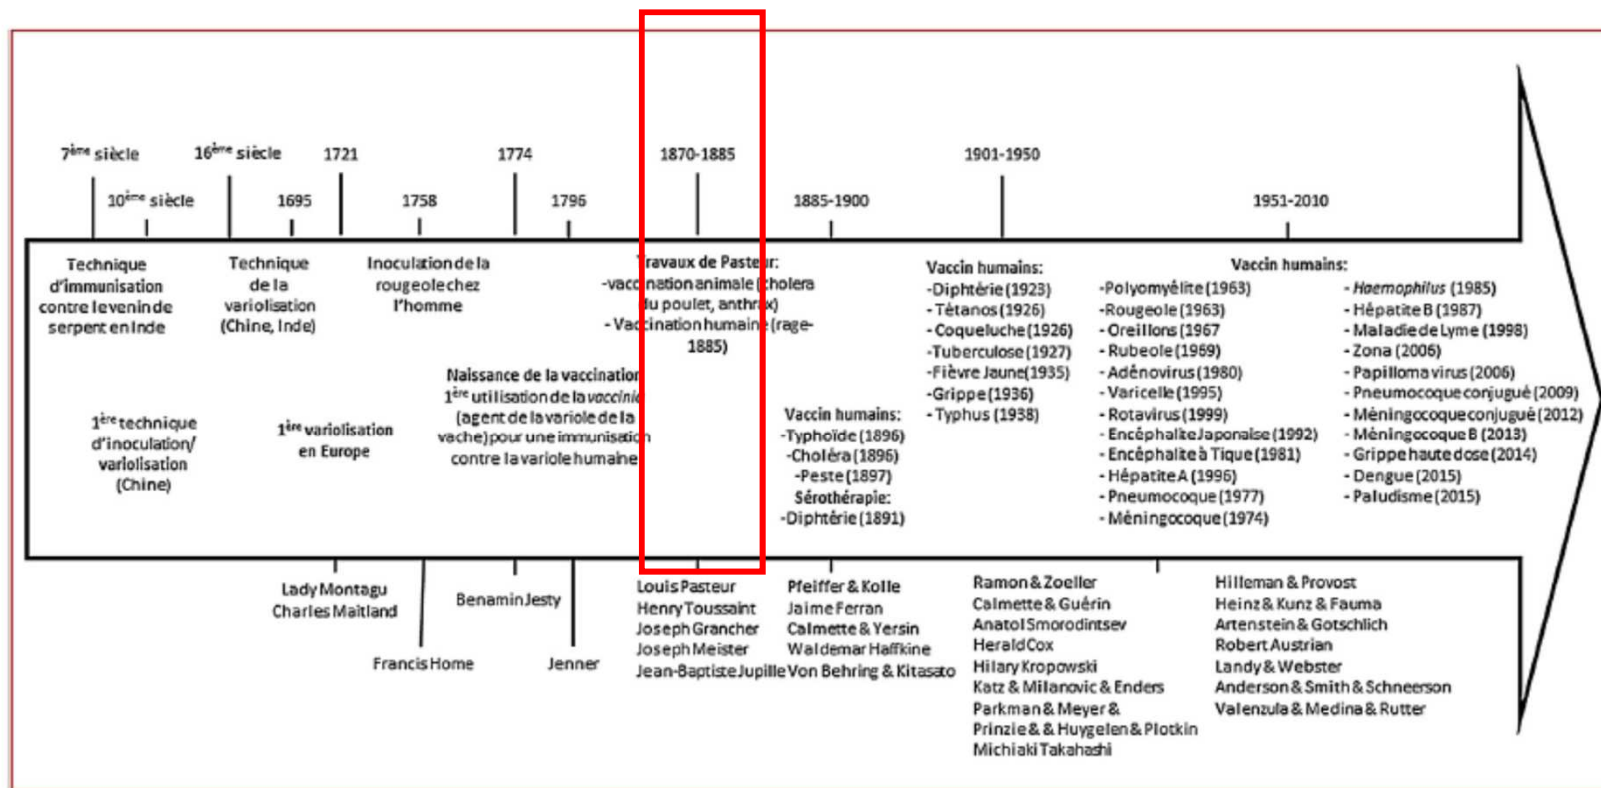 7ème siècle
16ème siècle
1721
1774
1870-1885
1901-1950
10ème siècle
1695
1758
1796
1885-1900
1951-2010
Technique
d'immunisation
contre le venin de
serpent en Inde
Technique
de la
variolisation
(Chine, Inde)
Inoculation de la
rougeole chez
l'homme
Travaux de Pasteur:
-vaccination animale (cholera
du poulet, anthrax)
- Vaccination humaine (rage-
1885)
Vaccin humains:
-Diphtérie (1923)
- Tétanos (1926)
- Coqueluche (1926)
-Tuberculose (1927)
-Fièvre Jaune (1935)
-Grippe (1936)
- Typhus (1938)
Vaccin humains:
-Polyomyélite (1963)
-Rougeole (1963)
- Oreillons (1967
- Rubeole (1969)
- Adénovirus (1980)
- Varicelle (1995)
- Rotavirus (1999)
- Encéphalite Japonaise (1992)
- Encéphalite à Tique (1981)
- Hépatite A (1996)
- Pneumocoque (1977)
- Méningocoque (1974)
- Haemophilus (1985)
- Hépatite B (1987)
- Maladie de Lyme (1998)
- Zona (2006)
- Papilloma virus (2006)
- Pneumocoque conjugué (2009)
- Méningocoque conjugué (2012)
- Méningocoque B (2013)
- Grippe haute dose (2014)
- Dengue (2015)
- Paludisme (2015)
1ère technique
d'inoculation/
variolisation
(Chine)
1ère variolisation
en Europe
Naissance de la vaccination
1ère utilisation de la vaccinia
(agent de la variole de la
vache) pour une immunisation
contre la variole humaine
Vaccin humains:
-Typhoïde (1896)
-Choléra (1896)
-Peste (1897)
Sérothérapie:
-Diphtérie (1891)
Lady Montagu
Charles Maitland
Francis Home
Benamin Jesty
Jenner
Louis Pasteur
Henry Toussaint
Joseph Grancher
Joseph Meister
Jean-Baptiste Jupille
Pfeiffer & Kolle
Jaime Ferran
Calmette & Yersin
Waldemar Haffkine
Von Behring & Kitasato
Ramon & Zoeller
Calmette & Guérin
Anatol Smorodintsev
Herald Cox
Hilary Kropowski
Katz & Milanovic & Enders
Parkman & Meyer &
Prinzie & & Huygelen & Plotkin
Michiaki Takahashi
Hilleman & Provost
Heinz & Kunz & Fauma
Artenstein & Gotschlich
Robert Austrian
Landy & Webster
Anderson & Smith & Schneerson
Valenzula & Medina & Rutter